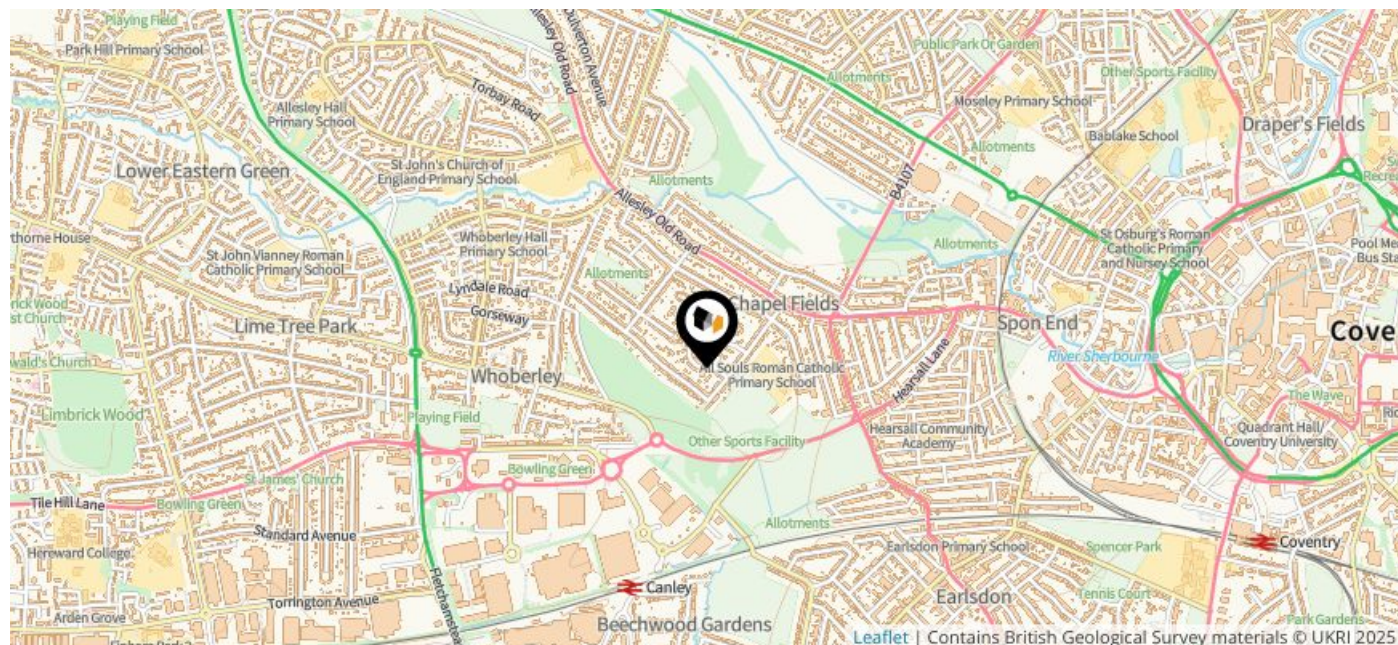 Playing Field
Park Hill Primary School
Allesley Old Road
Dulverton Avenue
Torbay Road
Public Park Or Garden
Allotments
Other Sports Facility
Moseley Primary School
Allesley Hall
Primary School
Bablake School
Draper's Fields
Allotments
Lower Eastern Green
St John's Church of
England Primary School
Allotments
B4107
Allesley Old Road
Whoberley Hall
Primary School
St John Vianney Roman
Catholic Primary School
Allotments
St Osburg's Roman
Catholic Primary
and Nursey School
Allotments
Lyndale Road
Gorseway
Lime Tree Park
Chapel Fields
Spon End
River Sherbourne
All Souls Roman Catholic
Primary School
Hearsall Lane
Whoberley
Limbrick Wood
Playing Field
The Wave
Other Sports Facility
Hearsall Community
Academy
Quadrant Hall/
Coventry University
Bowling Green
St James' Church
Tile Hill Lane
Bowling Green
Standard Avenue
Allotments
Hereward College
Earlsdon Primary School
Spencer Park
Coventry
Canley
Torrington Avenue
Tennis Court
Arden Grove
Earlsdon
Beechwood Gardens
Park Gardens
Leaflet | Contains British Geological Survey materials © UKRI 2025